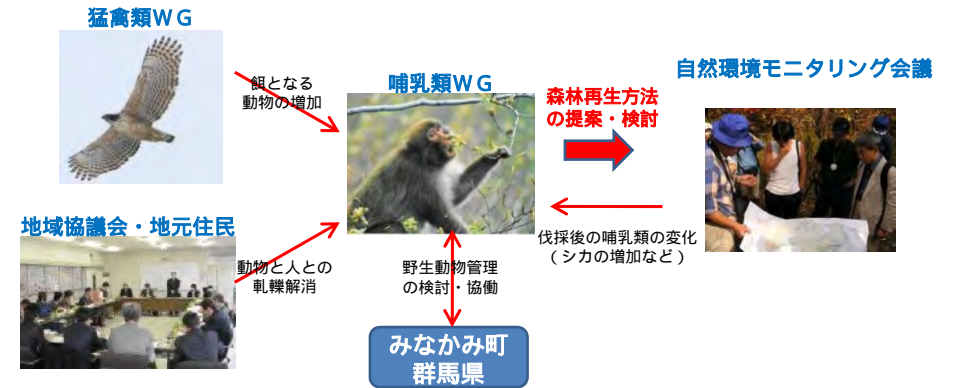 猛禽類ＷＧ
餌となる
動物の増加
哺乳類ＷＧ
森林再生方法
の提案・検討
自然環境モニタリング会議
地域協議会・地元住民
動物と人との
軋轢解消
野生動物管理
の検討・協働
伐採後の哺乳類の変化
（シカの増加など）
みなかみ町
群馬県